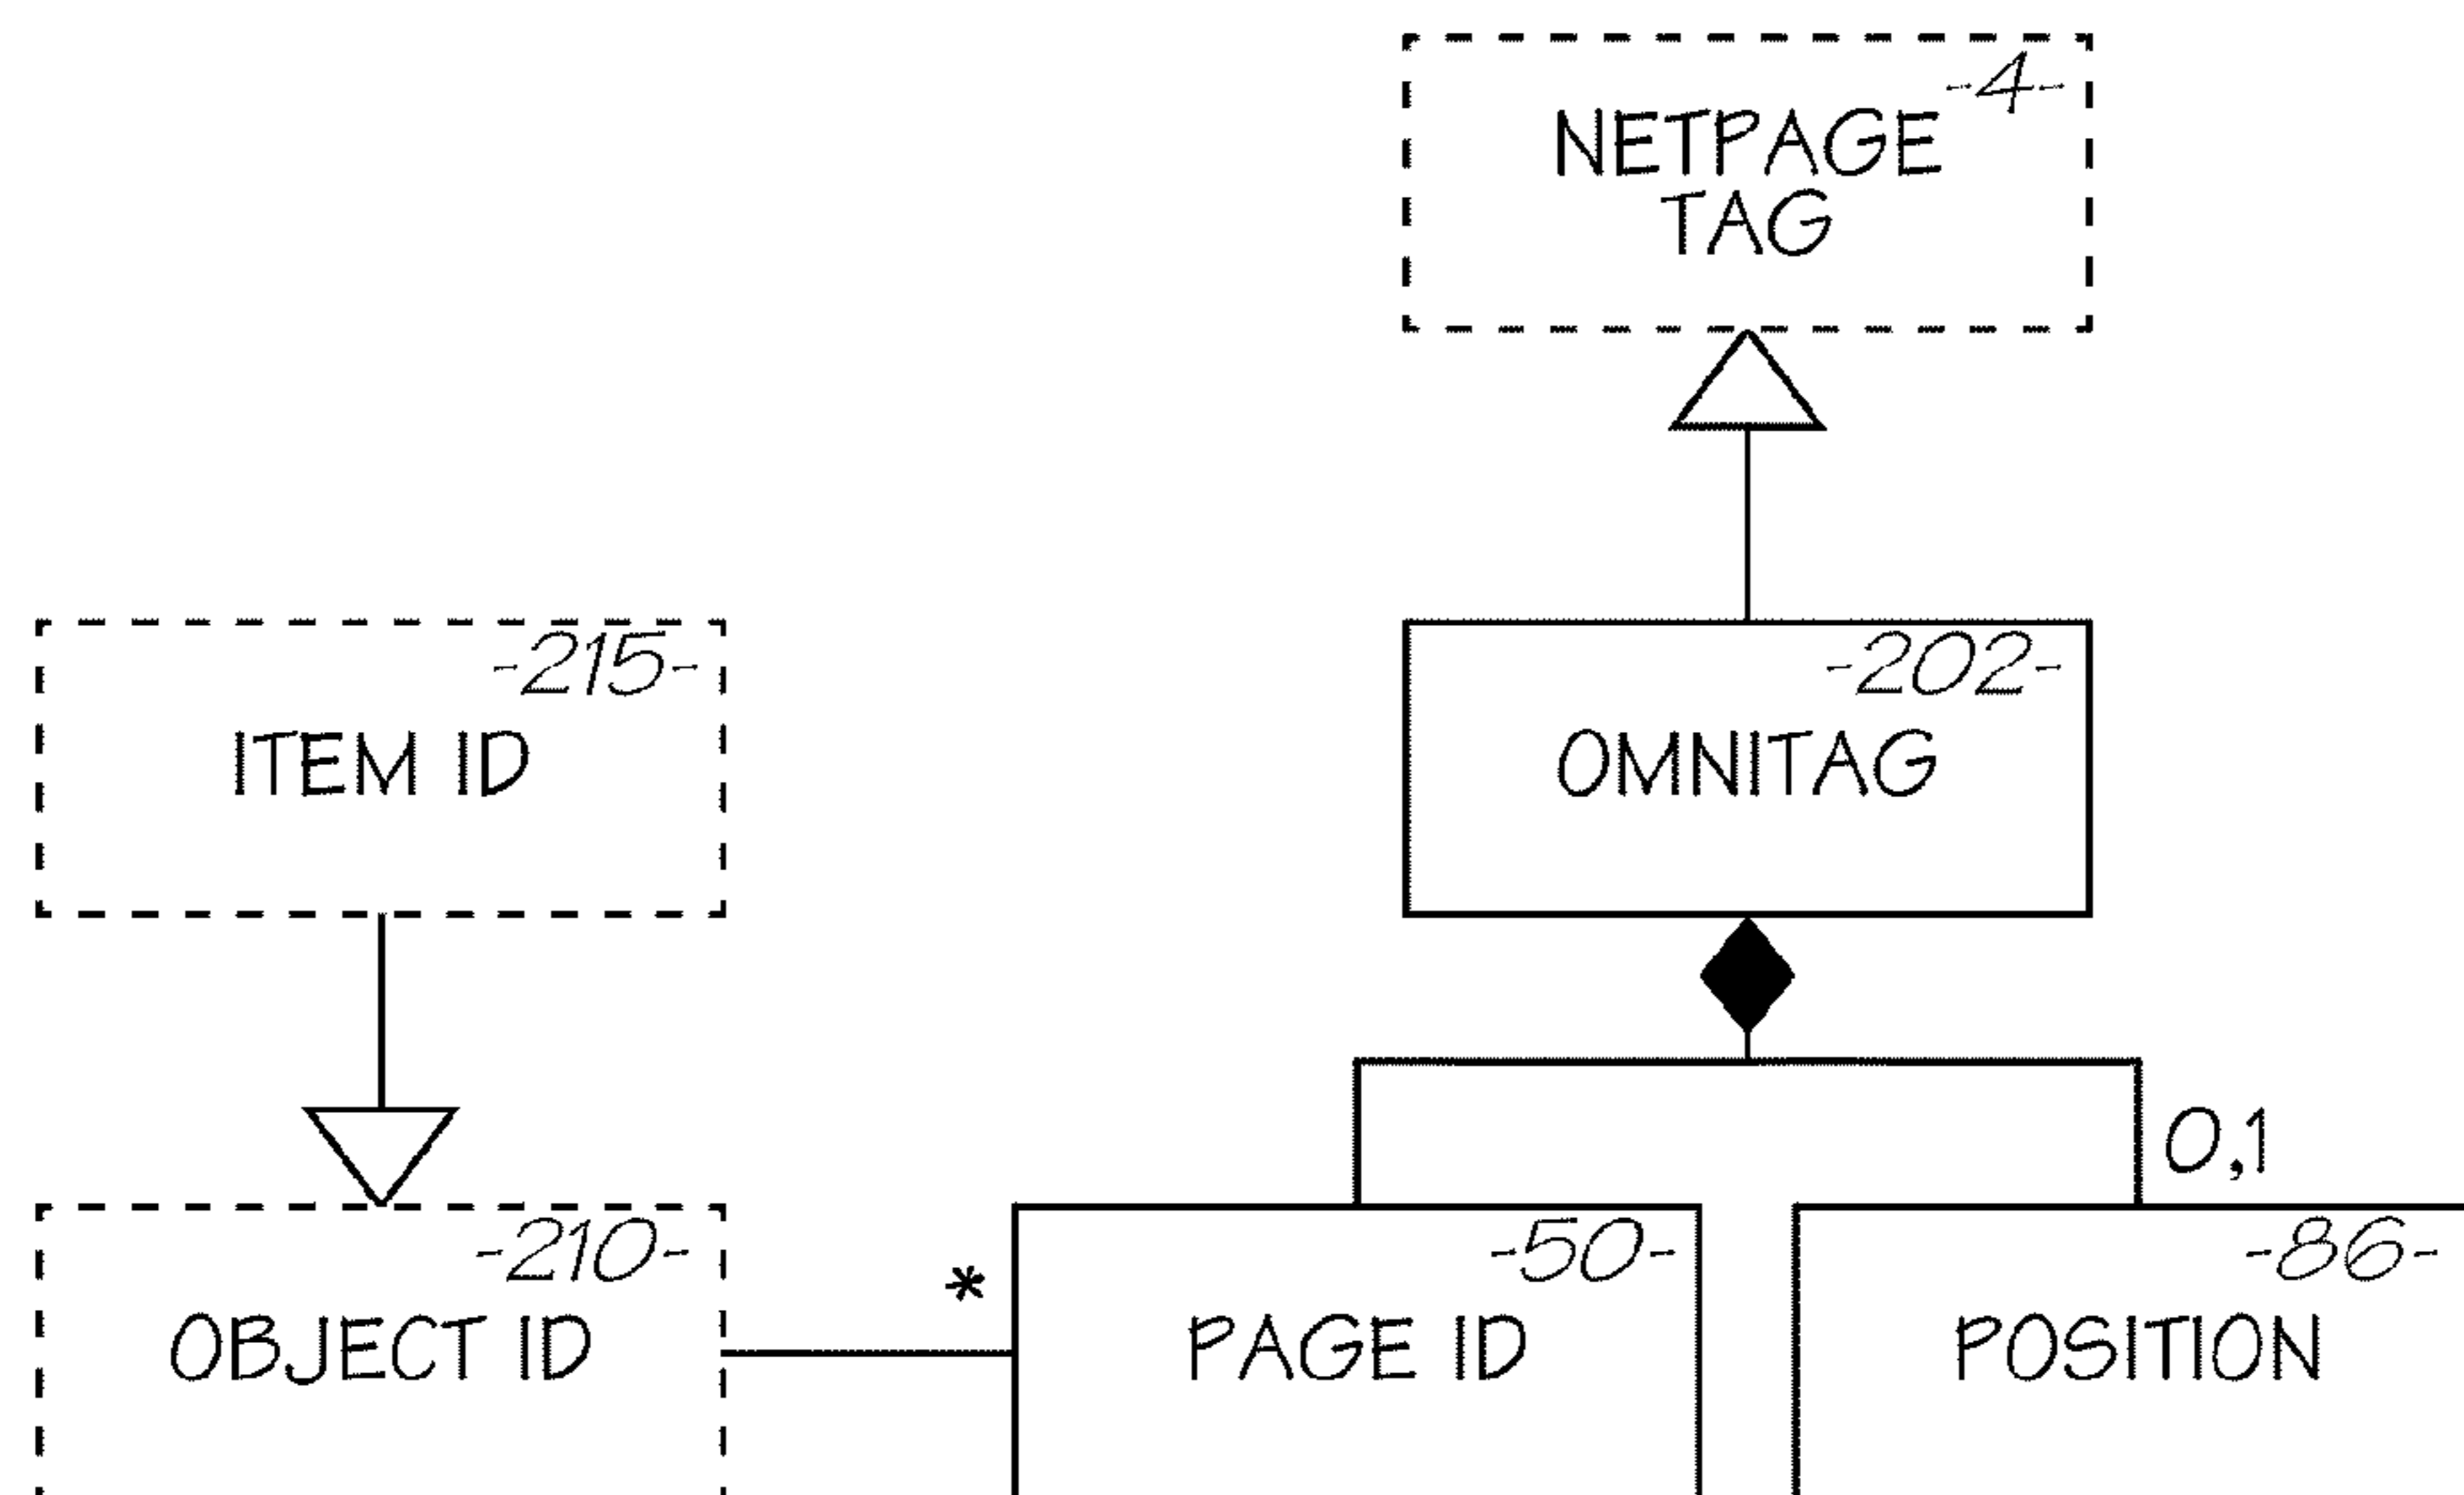 -4-
NETPAGE
TAG
-215-
ITEM ID
-202-
OMNITAG
0,1
-210-
OBJECT ID
*
-50-
PAGE ID
-86-
POSITION